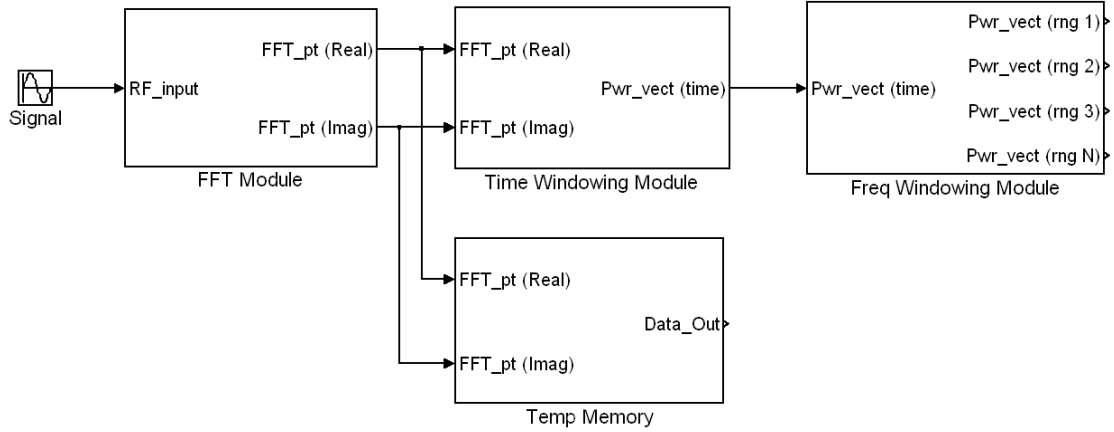 Signal
RF_input
FFT_pt (Real)
FFT_pt (Imag)
FFT Module
FFT_pt (Real)
FFT_pt (Imag)
Pwr_vect (time)
Time Windowing Module
Pwr_vect (time)
Pwr_vect (rng 1)
Pwr_vect (rng 2)
Pwr_vect (rng 3)
Pwr_vect (rng N)
Freq Windowing Module
FFT_pt (Real)
FFT_pt (Imag)
Data_Out
Temp Memory